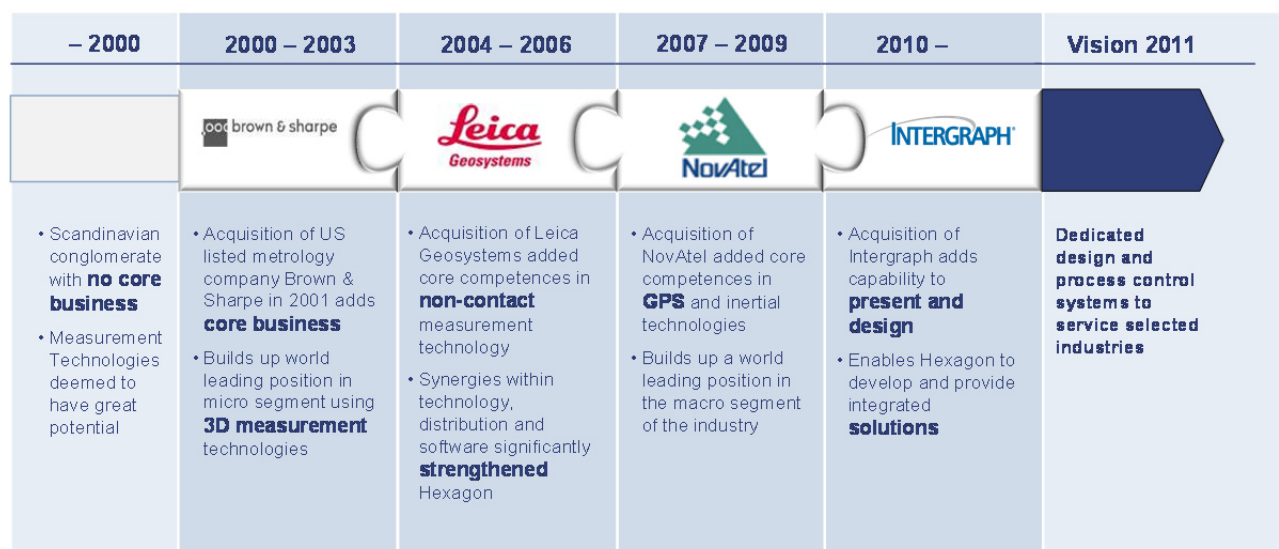 – 2000
2000 – 2003
2004 – 2006
2007 – 2009
2010 –
Vision 2011
brown & sharpe
Leica
Geosystems
NovAtel
INTERGRAPH
• Scandinavian
conglomerate
with no core
business
• Measurement
Technologies
deemed to
have great
potential
• Acquisition of US
listed metrology
company Brown &
Sharpe in 2001 adds
core business
• Builds up world
leading position in
micro segment using
3D measurement
technologies
• Acquisition of Leica
Geosystems added
core competences in
non-contact
measurement
technology
• Synergies within
technology,
distribution and
software significantly
strengthened
Hexagon
• Acquisition of
NovAtel added core
competences in
GPS and inertial
technologies
• Builds up a world
leading position in
the macro segment
of the industry
• Acquisition of
Intergraph adds
capability to
present and
design
• Enables Hexagon to
develop and provide
integrated
solutions
Dedicated
design and
process control
systems to
service selected
industries